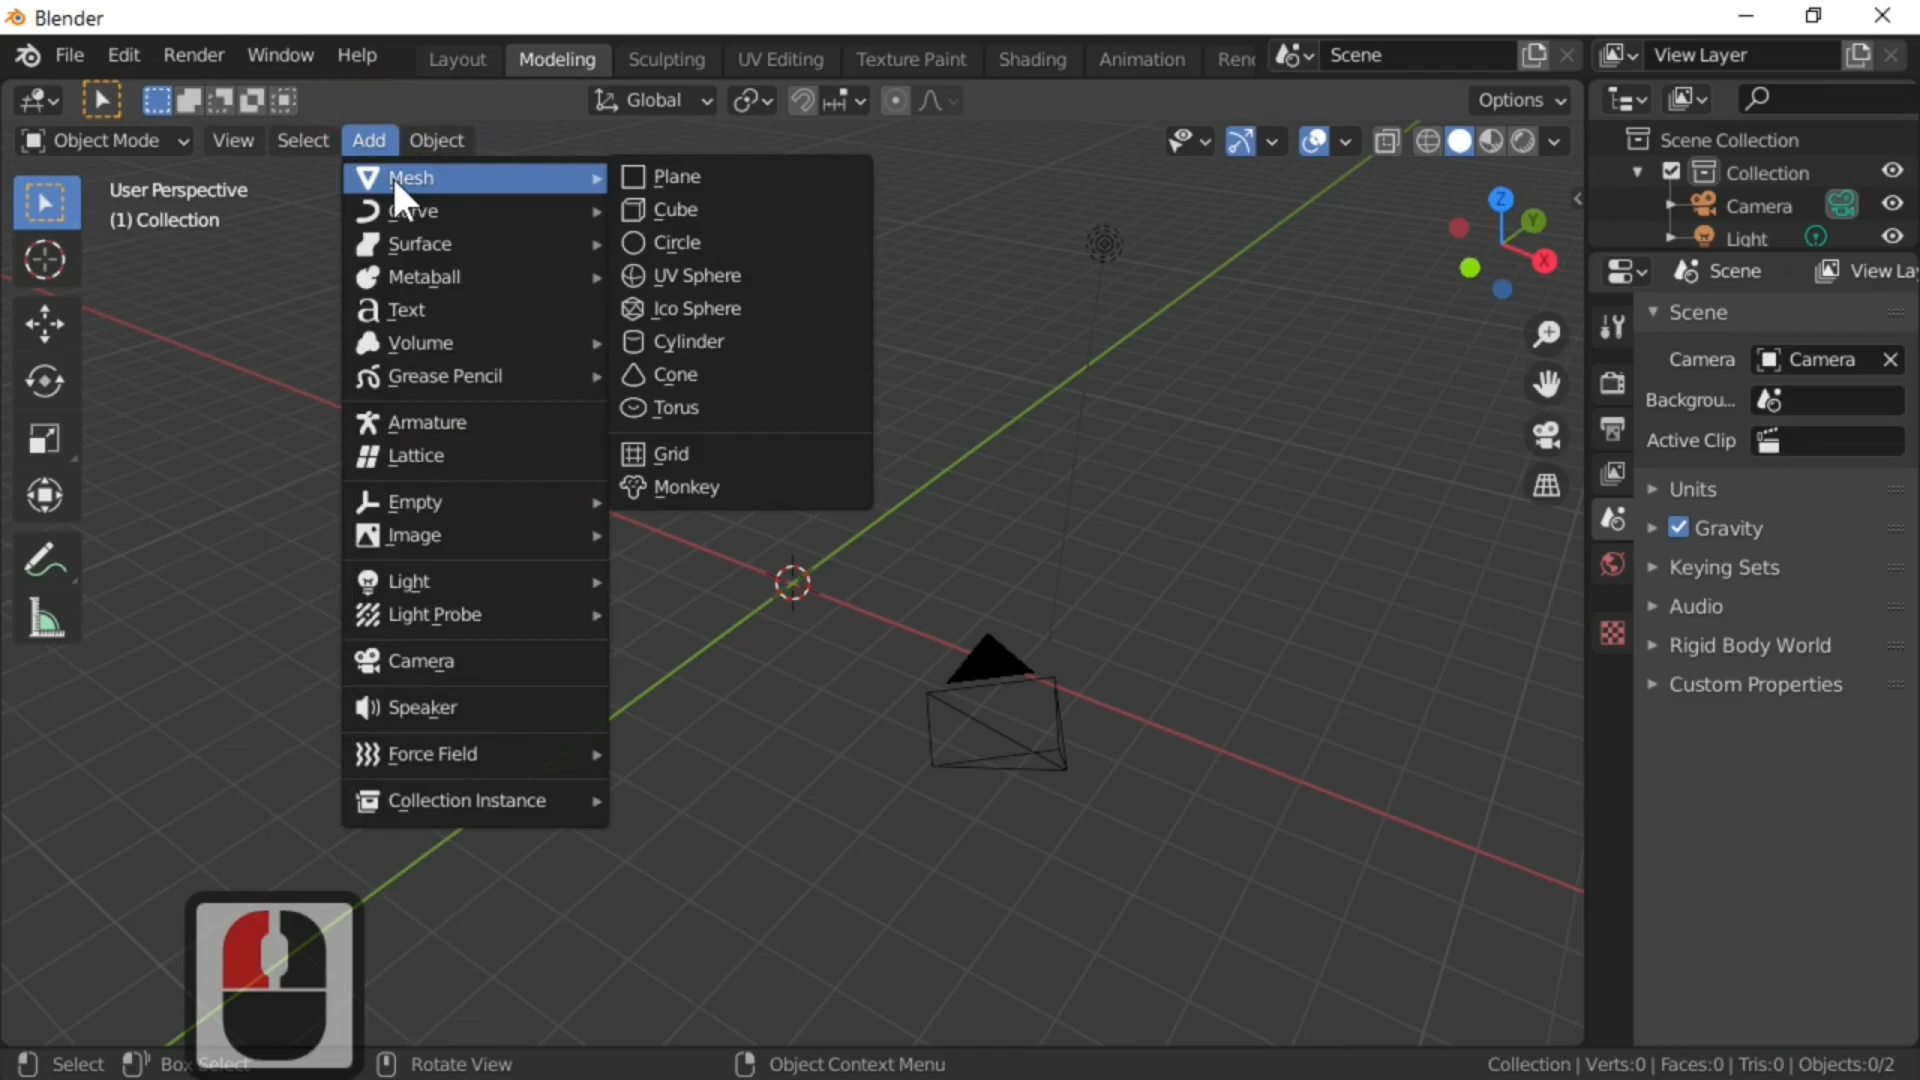 Blender
File Edit Render Window Help Layout Modeling Sculpting UV Editing Texture Paint Shading Animation Scene View Layer
Global Options
Object Mode View Select Add Object
User Perspective
(1) Collection
Mesh
Curve
Surface
Metaball
Text
Volume
Grease Pencil
Armature
Lattice
Empty
Image
Light
Light Probe
Camera
Speaker
Force Field
Collection Instance
Plane
Cube
Circle
UV Sphere
Ico Sphere
Cylinder
Cone
Torus
Grid
Monkey
Z
Y
X
Scene Collection
Collection
Camera
Light
Scene View La
Scene
Camera Camera
Backgrou...
Active Clip
Units
Gravity
Keying Sets
Audio
Rigid Body World
Custom Properties
Select Box Select Rotate View Object Context Menu Collection | Verts:0 | Faces:0 | Tris:0 | Objects:0/2